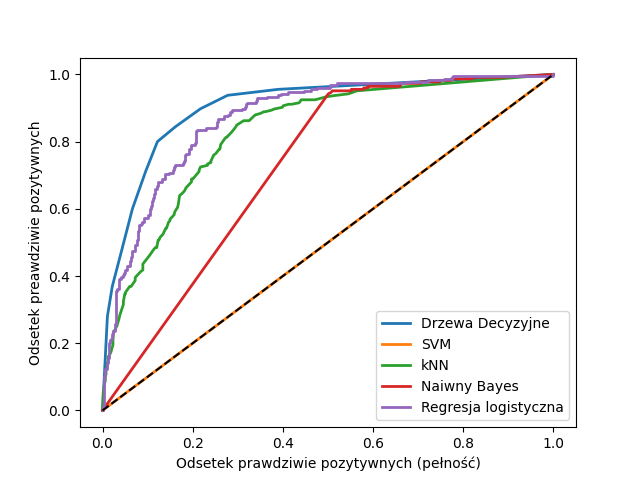 1.0
0.8
0.6
0.4
0.2
0.0
Odsetek preawdziwie pozytywnych
Drzewa Decyzyjne
SVM
kNN
Naiwny Bayes
Regresja logistyczna
0.0 0.2 0.4 0.6 0.8 1.0
Odsetek prawdziwie pozytywnych (pełność)